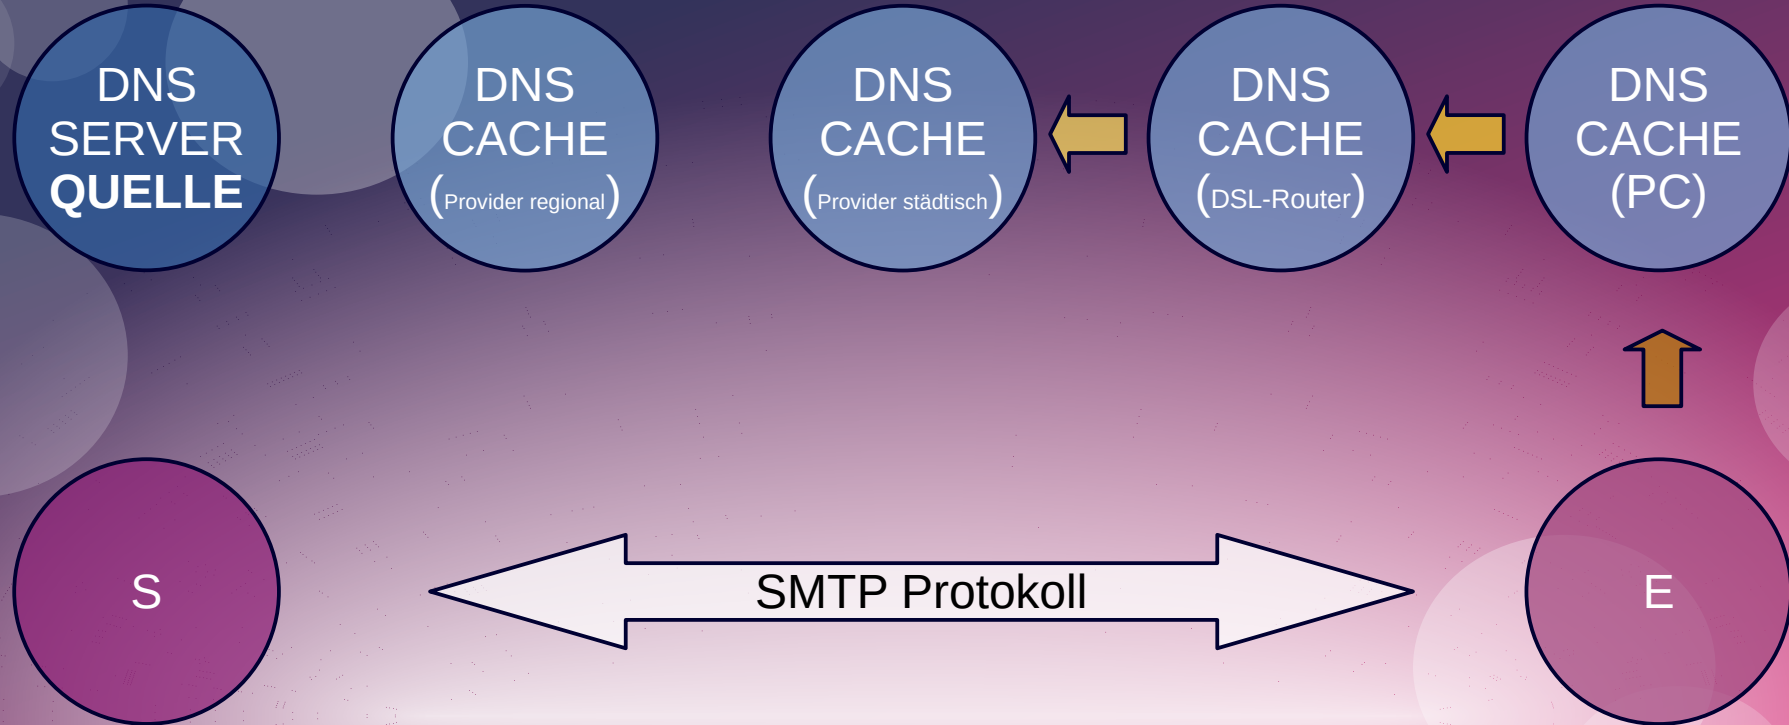 DNS
SERVER
QUELLE
DNS
CACHE
(Provider regional)
DNS
CACHE
(Provider städtisch)
DNS
CACHE
(DSL-Router)
DNS
CACHE
(PC)
S
SMTP Protokoll
E